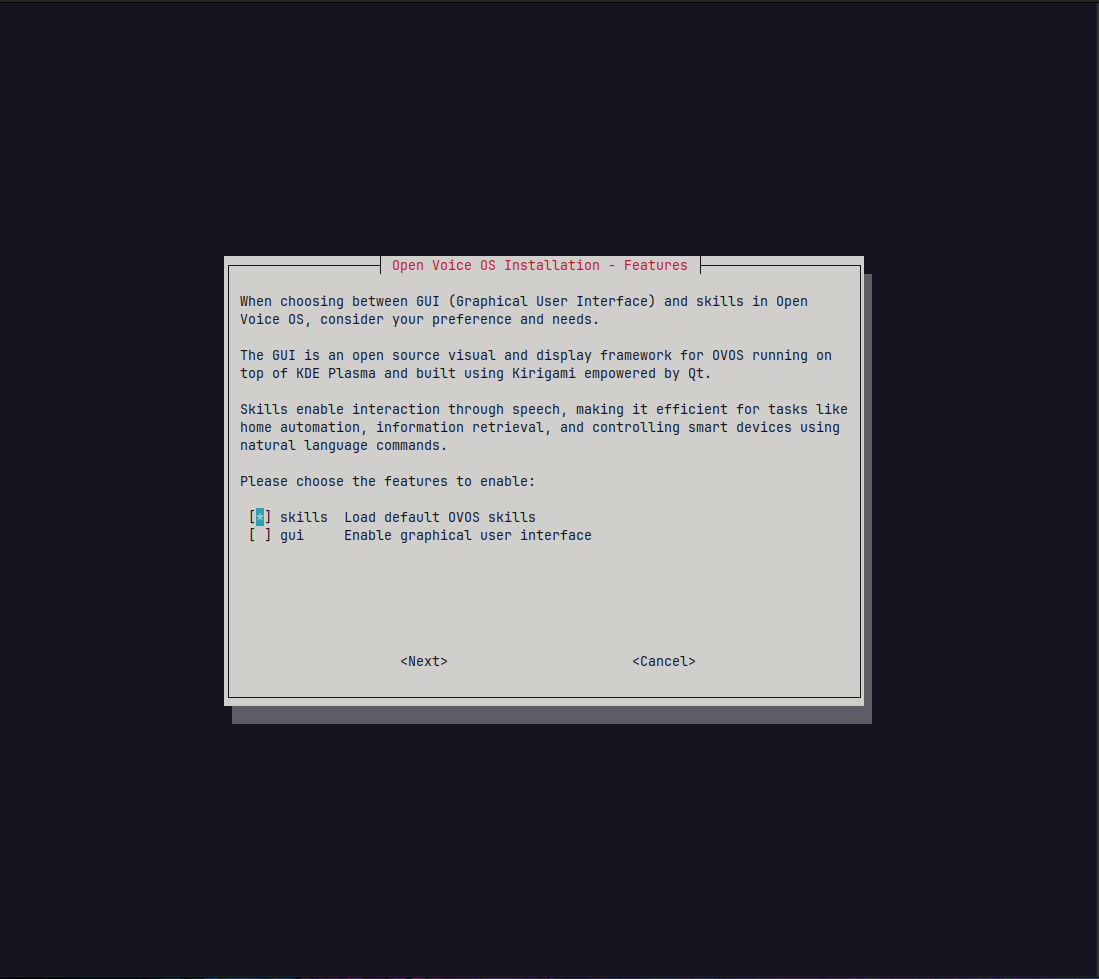 Open Voice OS Installation - Features
When choosing between GUI (Graphical User Interface) and skills in Open
Voice OS, consider your preference and needs.
The GUI is an open source visual and display framework for OVOS running on
top of KDE Plasma and built using Kirigami empowered by Qt.
Skills enable interaction through speech, making it efficient for tasks like
home automation, information retrieval, and controlling smart devices using
natural language commands.
Please choose the features to enable:
[*] skills  Load default OVOS skills
[ ] gui     Enable graphical user interface
<Next>                       <Cancel>